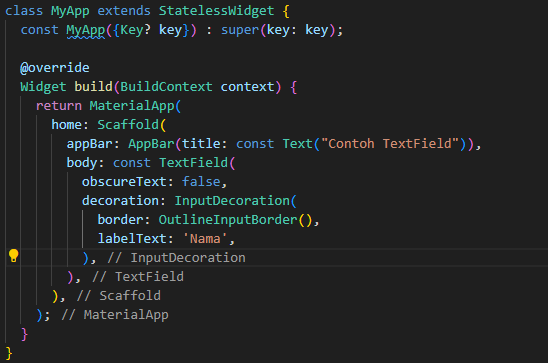 class MyApp extends StatelessWidget {
  const MyApp({Key? key}) : super(key: key);

  @override
  Widget build(BuildContext context) {
    return MaterialApp(
      home: Scaffold(
        appBar: AppBar(title: const Text("Contoh TextField")),
        body: const TextField(
          obscureText: false,
          decoration: InputDecoration(
            border: OutlineInputBorder(),
            labelText: 'Nama',
          ), // InputDecoration
        ), // TextField
      ), // Scaffold
    ); // MaterialApp
  }
}